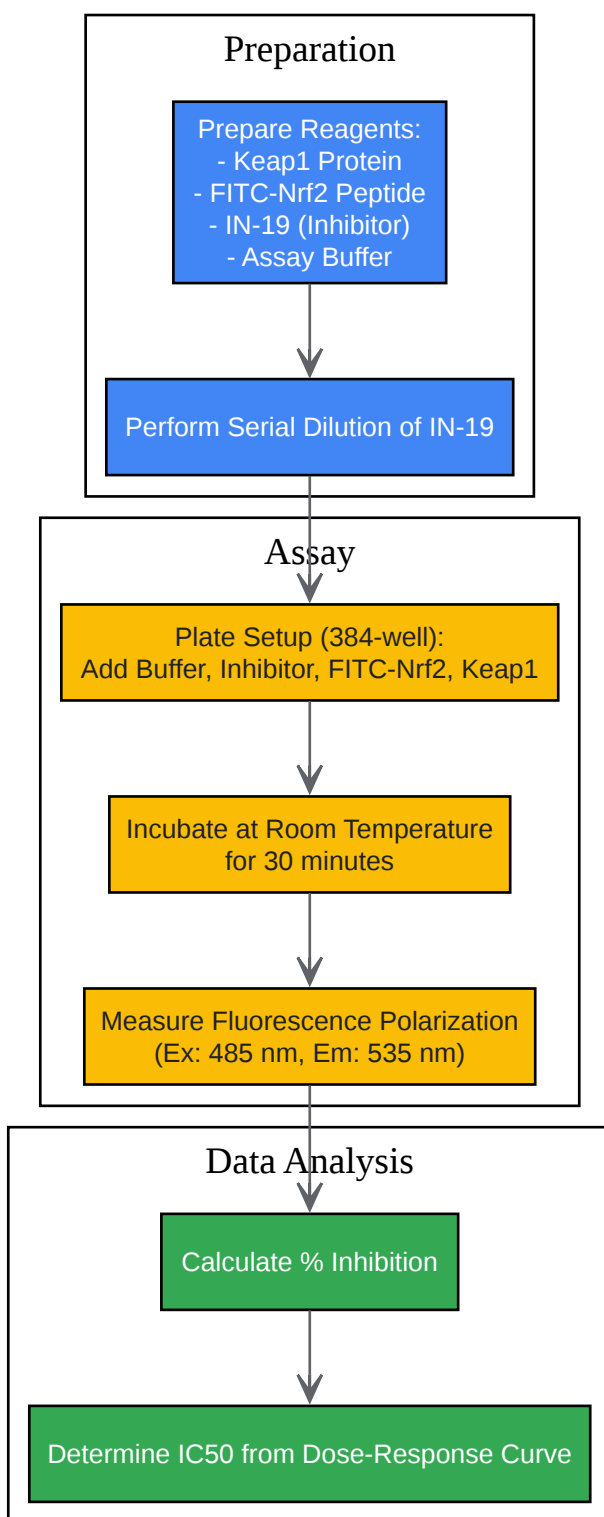 Preparation
Prepare Reagents:
- Keap1 Protein
- FITC-Nrf2 Peptide
- IN-19 (Inhibitor)
- Assay Buffer
Perform Serial Dilution of IN-19
Assay
Plate Setup (384-well):
Add Buffer, Inhibitor, FITC-Nrf2, Keap1
Incubate at Room Temperature
for 30 minutes
Measure Fluorescence Polarization
(Ex: 485 nm, Em: 535 nm)
Data Analysis
Calculate % Inhibition
Determine IC50 from Dose-Response Curve